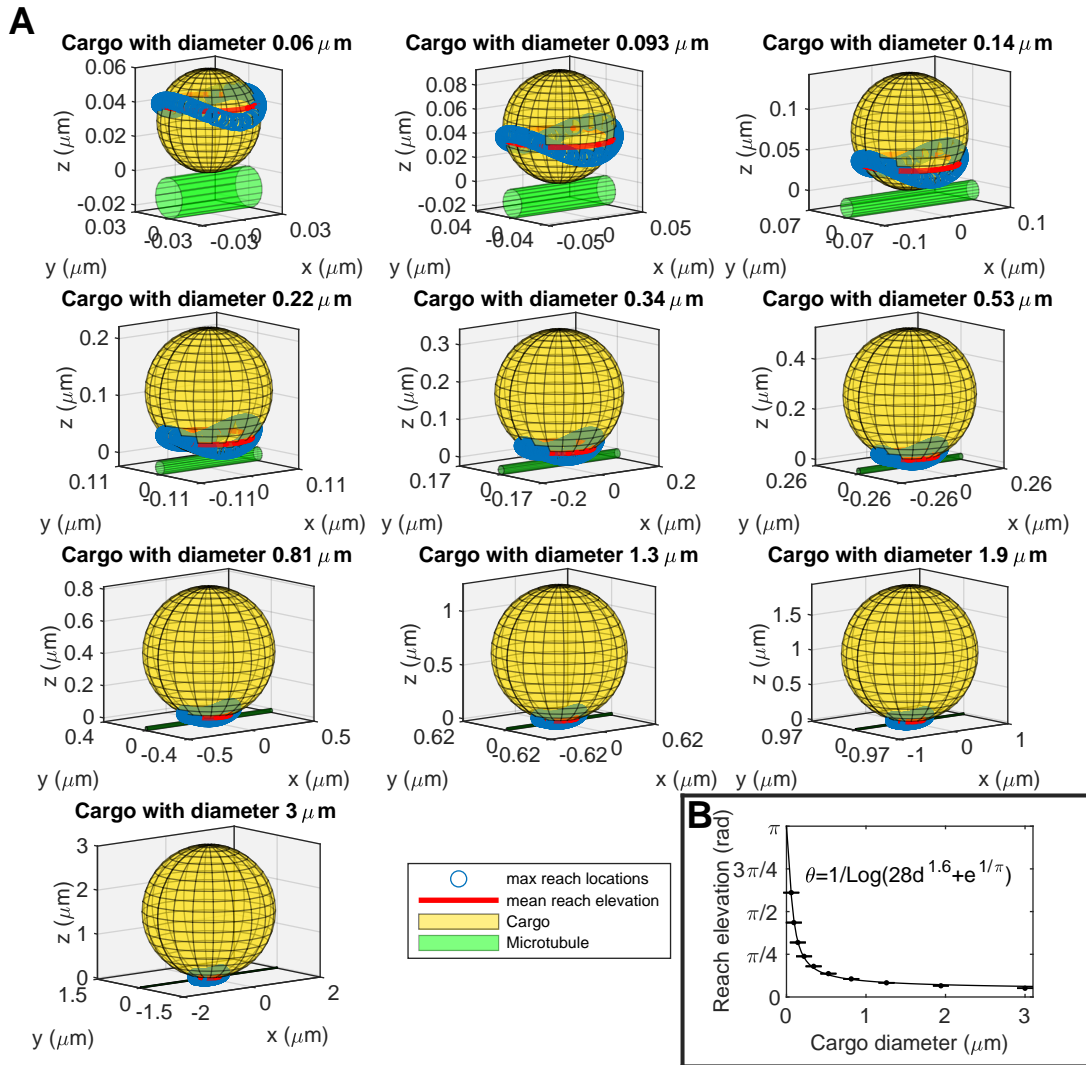 A
Cargo with diameter 0.06 μm
0.06
0.04
0.02
0
-0.02
z (μm)
0.03
0
-0.03
-0.03
0
0.03
y (μm)
x (μm)
Cargo with diameter 0.093 μm
0.06
0.04
0.02
0
-0.02
z (μm)
0.04
0
-0.04
-0.05
0
0.05
y (μm)
x (μm)
Cargo with diameter 0.14 μm
0.1
0.05
0
z (μm)
0.07
0
-0.07
-0.1
0
0.1
y (μm)
x (μm)
Cargo with diameter 0.22 μm
0.2
0.1
0
z (μm)
0.11
0
-0.11
-0.11
0
0.11
y (μm)
x (μm)
Cargo with diameter 0.34 μm
0.3
0.2
0.1
0
z (μm)
0.17
0
-0.17
-0.2
0
0.2
y (μm)
x (μm)
Cargo with diameter 0.53 μm
0.4
0.2
0
z (μm)
0.26
0
-0.26
-0.26
0
0.26
y (μm)
x (μm)
Cargo with diameter 0.81 μm
0.8
0.6
0.4
0.2
0
z (μm)
0.4
0
-0.4
-0.5
0
0.5
y (μm)
x (μm)
Cargo with diameter 1.3 μm
1
0.5
0
z (μm)
0.62
0
-0.62
-0.62
0
0.62
y (μm)
x (μm)
Cargo with diameter 1.9 μm
1.5
1
0.5
0
z (μm)
0.97
0
-0.97
-1
0
1
y (μm)
x (μm)
Cargo with diameter 3 μm
3
2
1
0
z (μm)
1.5
0
-1.5
-2
0
2
y (μm)
x (μm)
max reach locations
mean reach elevation
Cargo
Microtubule
B
π
3π/4
π/2
π/4
0
Reach elevation (rad)
θ=1/Log(28d^1.6+e^1/π)
0
1
2
3
Cargo diameter (μm)